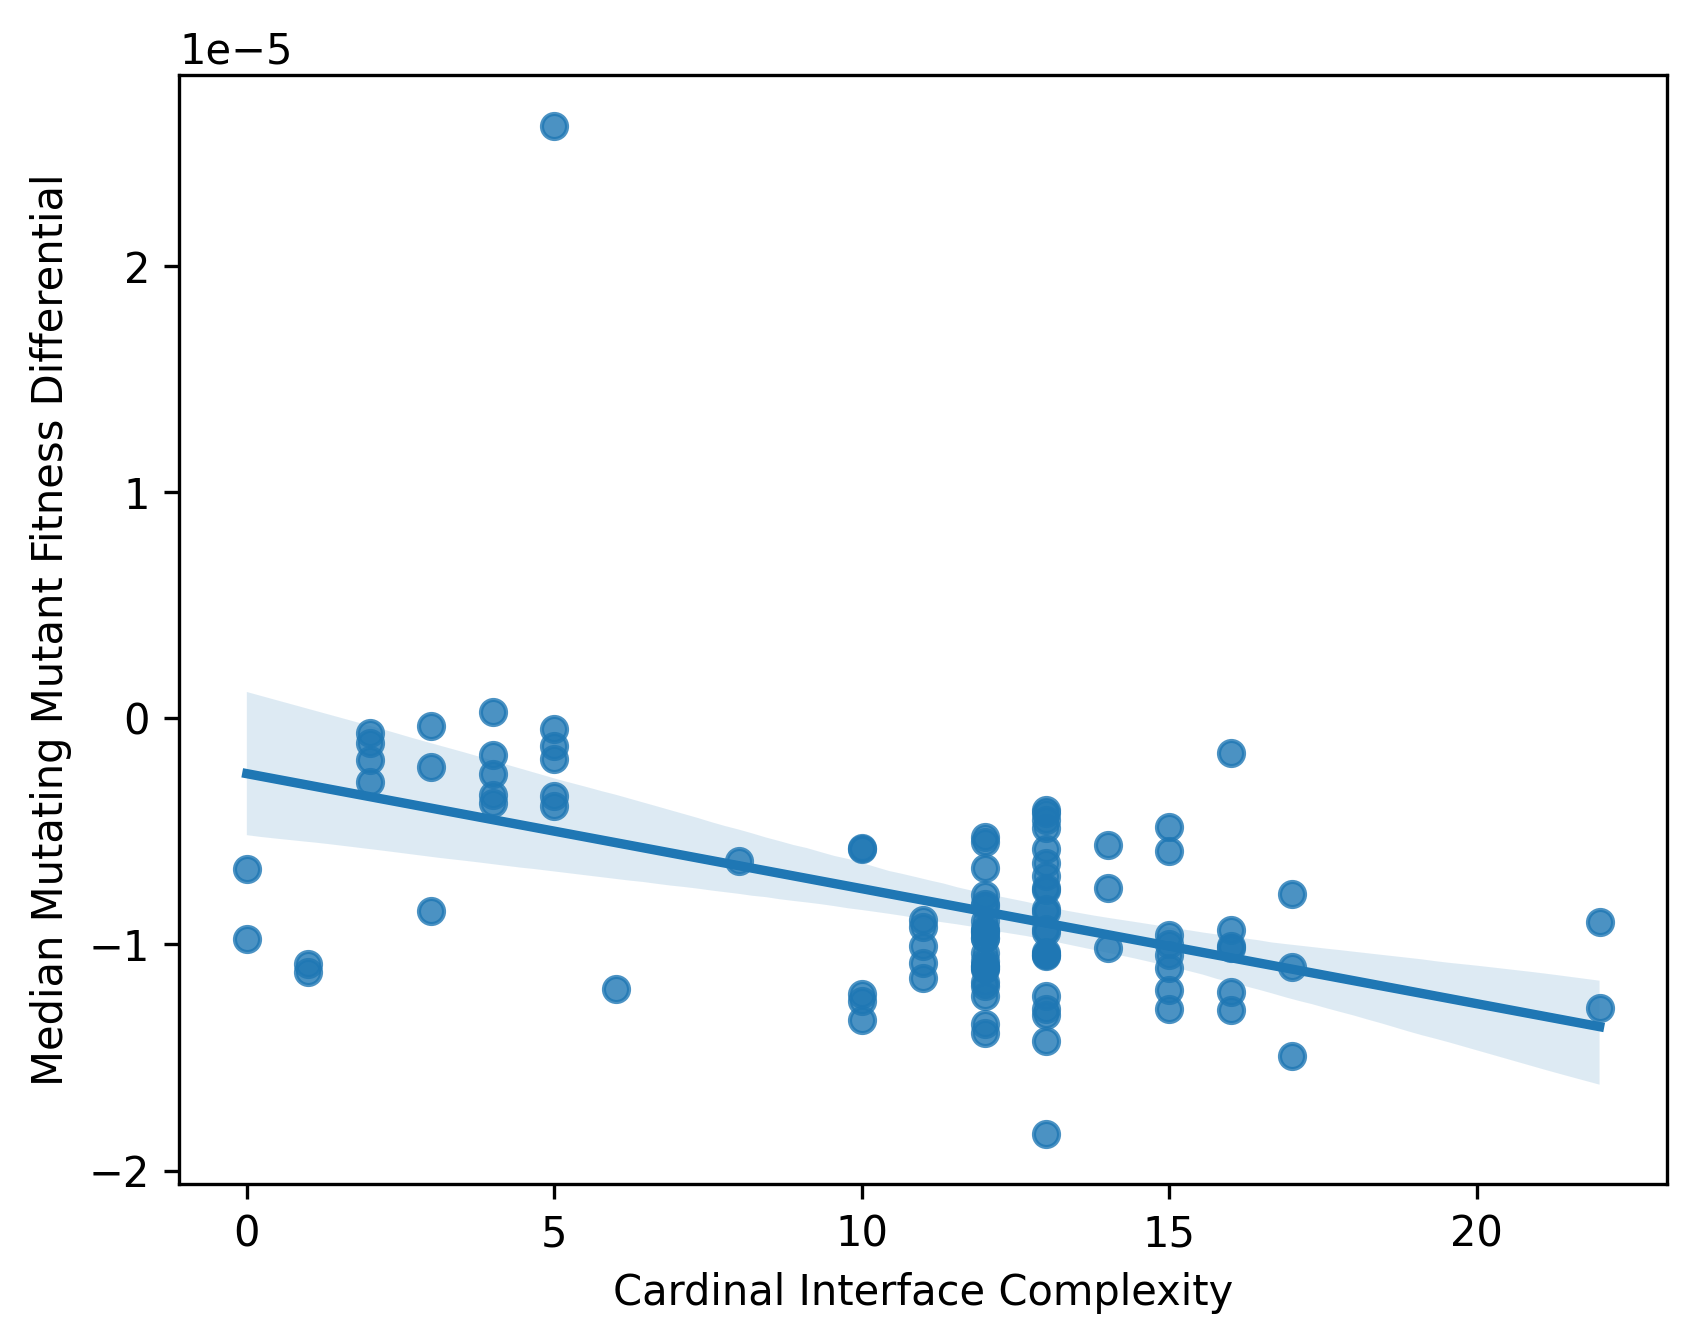 1e−5
2
1
0
−1
−2
Median Mutating Mutant Fitness Differential
0 5 10 15 20
Cardinal Interface Complexity